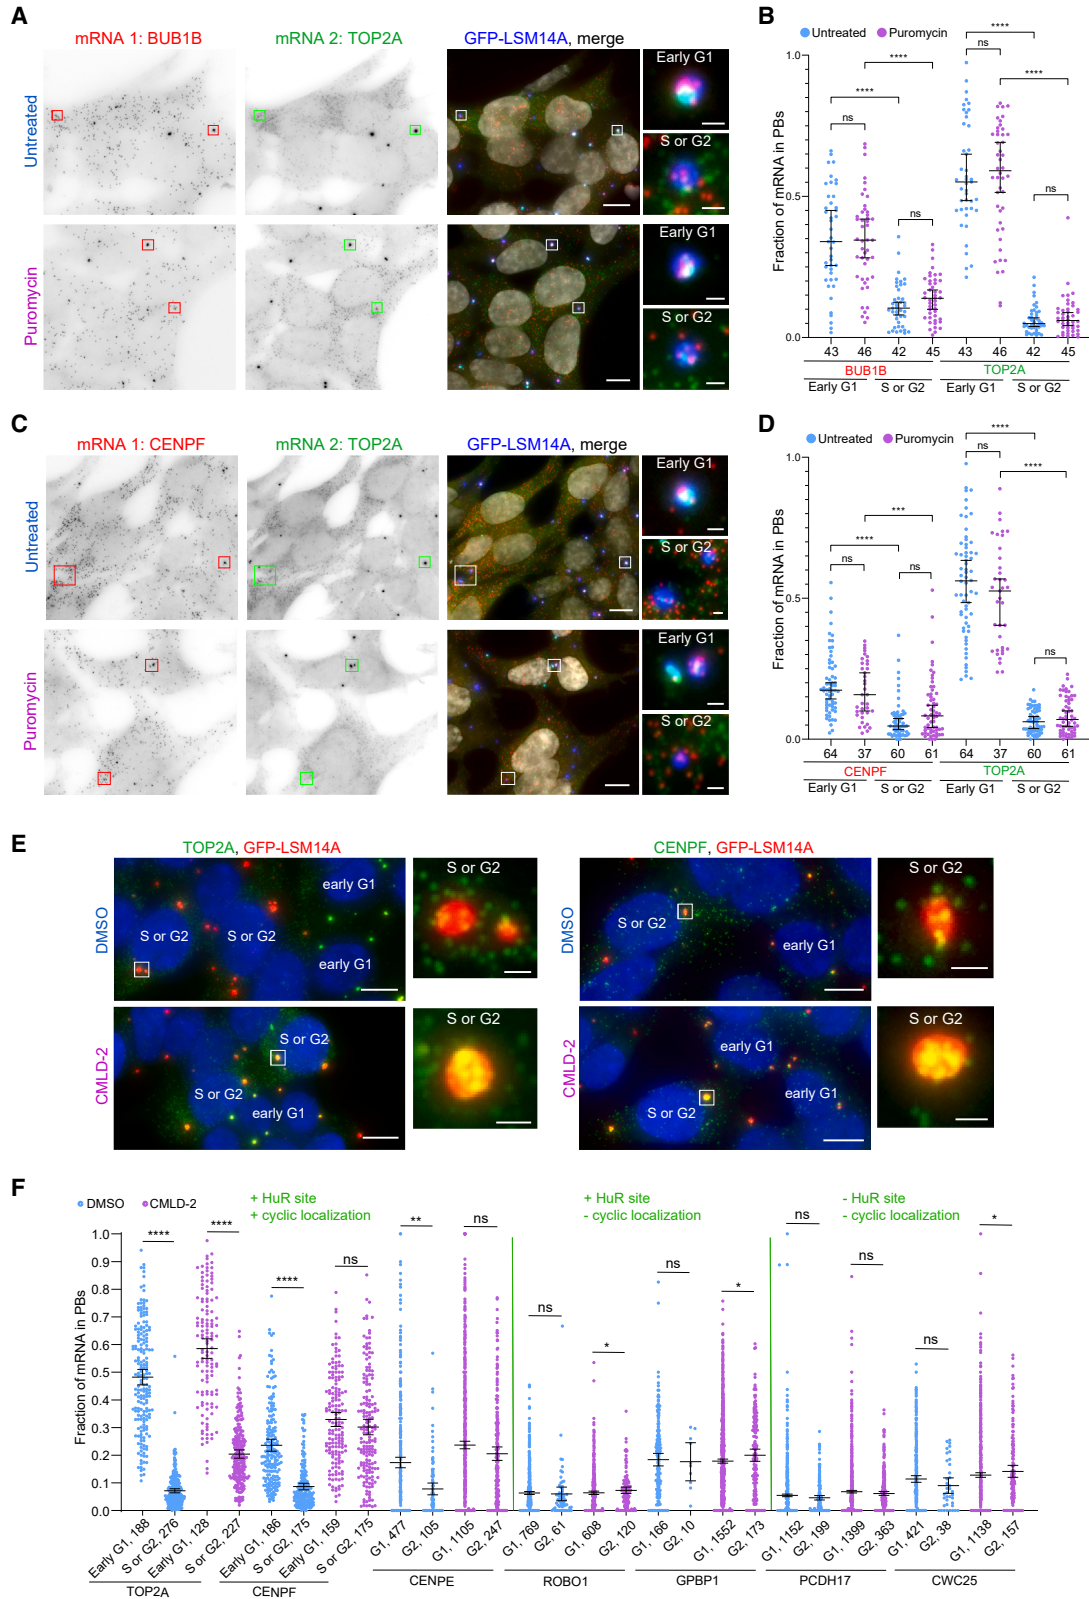 A
mRNA 1: BUB1B
mRNA 2: TOP2A
GFP-LSM14A, merge
Untreated
Early G1
S or G2
Puromycin
Early G1
S or G2
B
Untreated
Puromycin
Fraction of mRNA in PBs
1.0
0.5
0.0
****
ns
****
****
****
ns
ns
ns
43 46 42 45 43 46 42 45
BUB1B TOP2A
Early G1 S or G2 Early G1 S or G2
C
mRNA 1: CENPF
mRNA 2: TOP2A
GFP-LSM14A, merge
Untreated
Early G1
S or G2
Puromycin
Early G1
S or G2
D
Untreated
Puromycin
Fraction of mRNA in PBs
1.0
0.5
0.0
****
ns
****
***
****
ns
ns
ns
64 37 60 61 64 37 60 61
CENPF TOP2A
Early G1 S or G2 Early G1 S or G2
E
TOP2A, GFP-LSM14A
DMSO
early G1
S or G2
S or G2
early G1
S or G2
CMLD-2
S or G2
S or G2
early G1
S or G2
CENPF, GFP-LSM14A
DMSO
S or G2
early G1
S or G2
CMLD-2
early G1
early G1
S or G2
S or G2
F
DMSO
CMLD-2
+ HuR site
+ cyclic localization
+ HuR site
- cyclic localization
- HuR site
- cyclic localization
Fraction of mRNA in PBs
1.0
0.9
0.8
0.7
0.6
0.5
0.4
0.3
0.2
0.1
0.0
****
****
****
ns
**
ns
ns
*
ns
*
ns
ns
ns
*
Early G1, 188
S or G2, 276
Early G1, 128
S or G2, 227
Early G1, 186
S or G2, 175
Early G1, 159
S or G2, 175
G1, 477
G2, 105
G1, 1105
G2, 247
G1, 769
G2, 61
G1, 608
G2, 120
G1, 166
G2, 10
G1, 1552
G2, 173
G1, 1152
G2, 199
G1, 1399
G2, 363
G1, 421
G2, 38
G1, 1136
G2, 157
TOP2A
CENPF
CENPE
ROBO1
GPBP1
PCDH17
CWC25